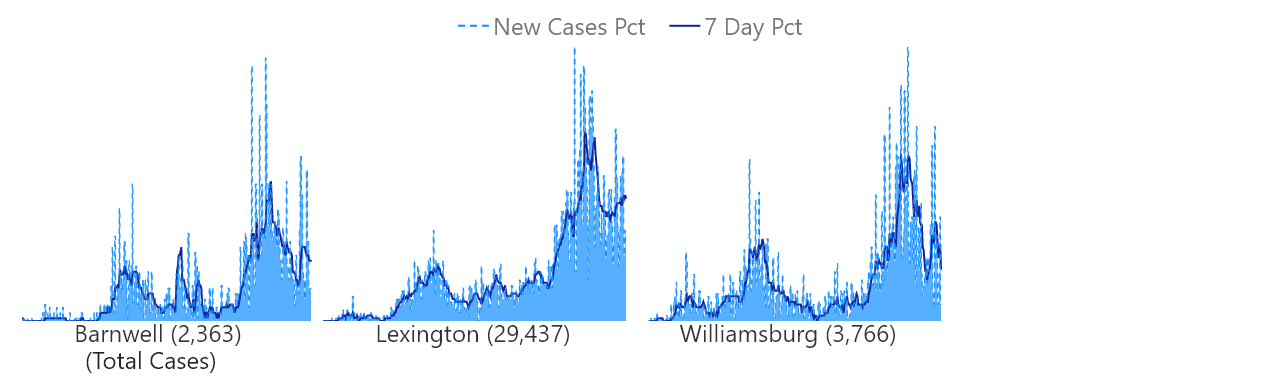 New Cases Pct 7 Day Pct
Barnwell (2,363) Lexington (29,437) Williamsburg (3,766)
(Total Cases)